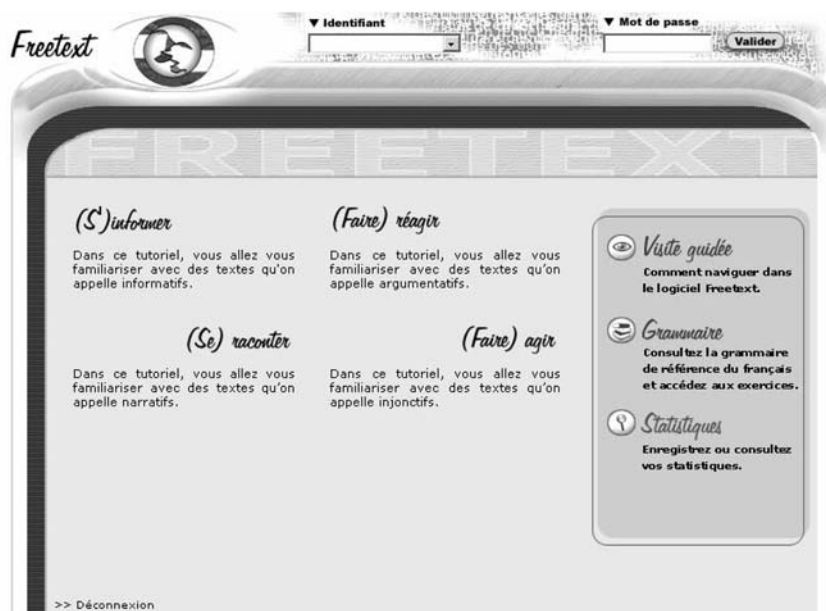 Freetext
▼ Identifiant
▼ Mot de passe
Valider
FREETEXT
(S')informer
Dans ce tutoriel, vous allez vous
familiariser avec des textes qu'on
appelle informatifs.
(Faire) réagir
Dans ce tutoriel, vous allez vous
familiariser avec des textes qu'on
appelle argumentatifs.
(Se) raconter
Dans ce tutoriel, vous allez vous
familiariser avec des textes qu'on
appelle narratifs.
(Faire) agir
Dans ce tutoriel, vous allez vous
familiariser avec des textes qu'on
appelle injonctifs.
Visite guidée
Comment naviguer dans
le logiciel Freetext.
Grammaire
Consultez la grammaire
de référence du français
et accédez aux exercices.
Statistiques
Enregistrez ou consultez
vos statistiques.
>> Déconnexion